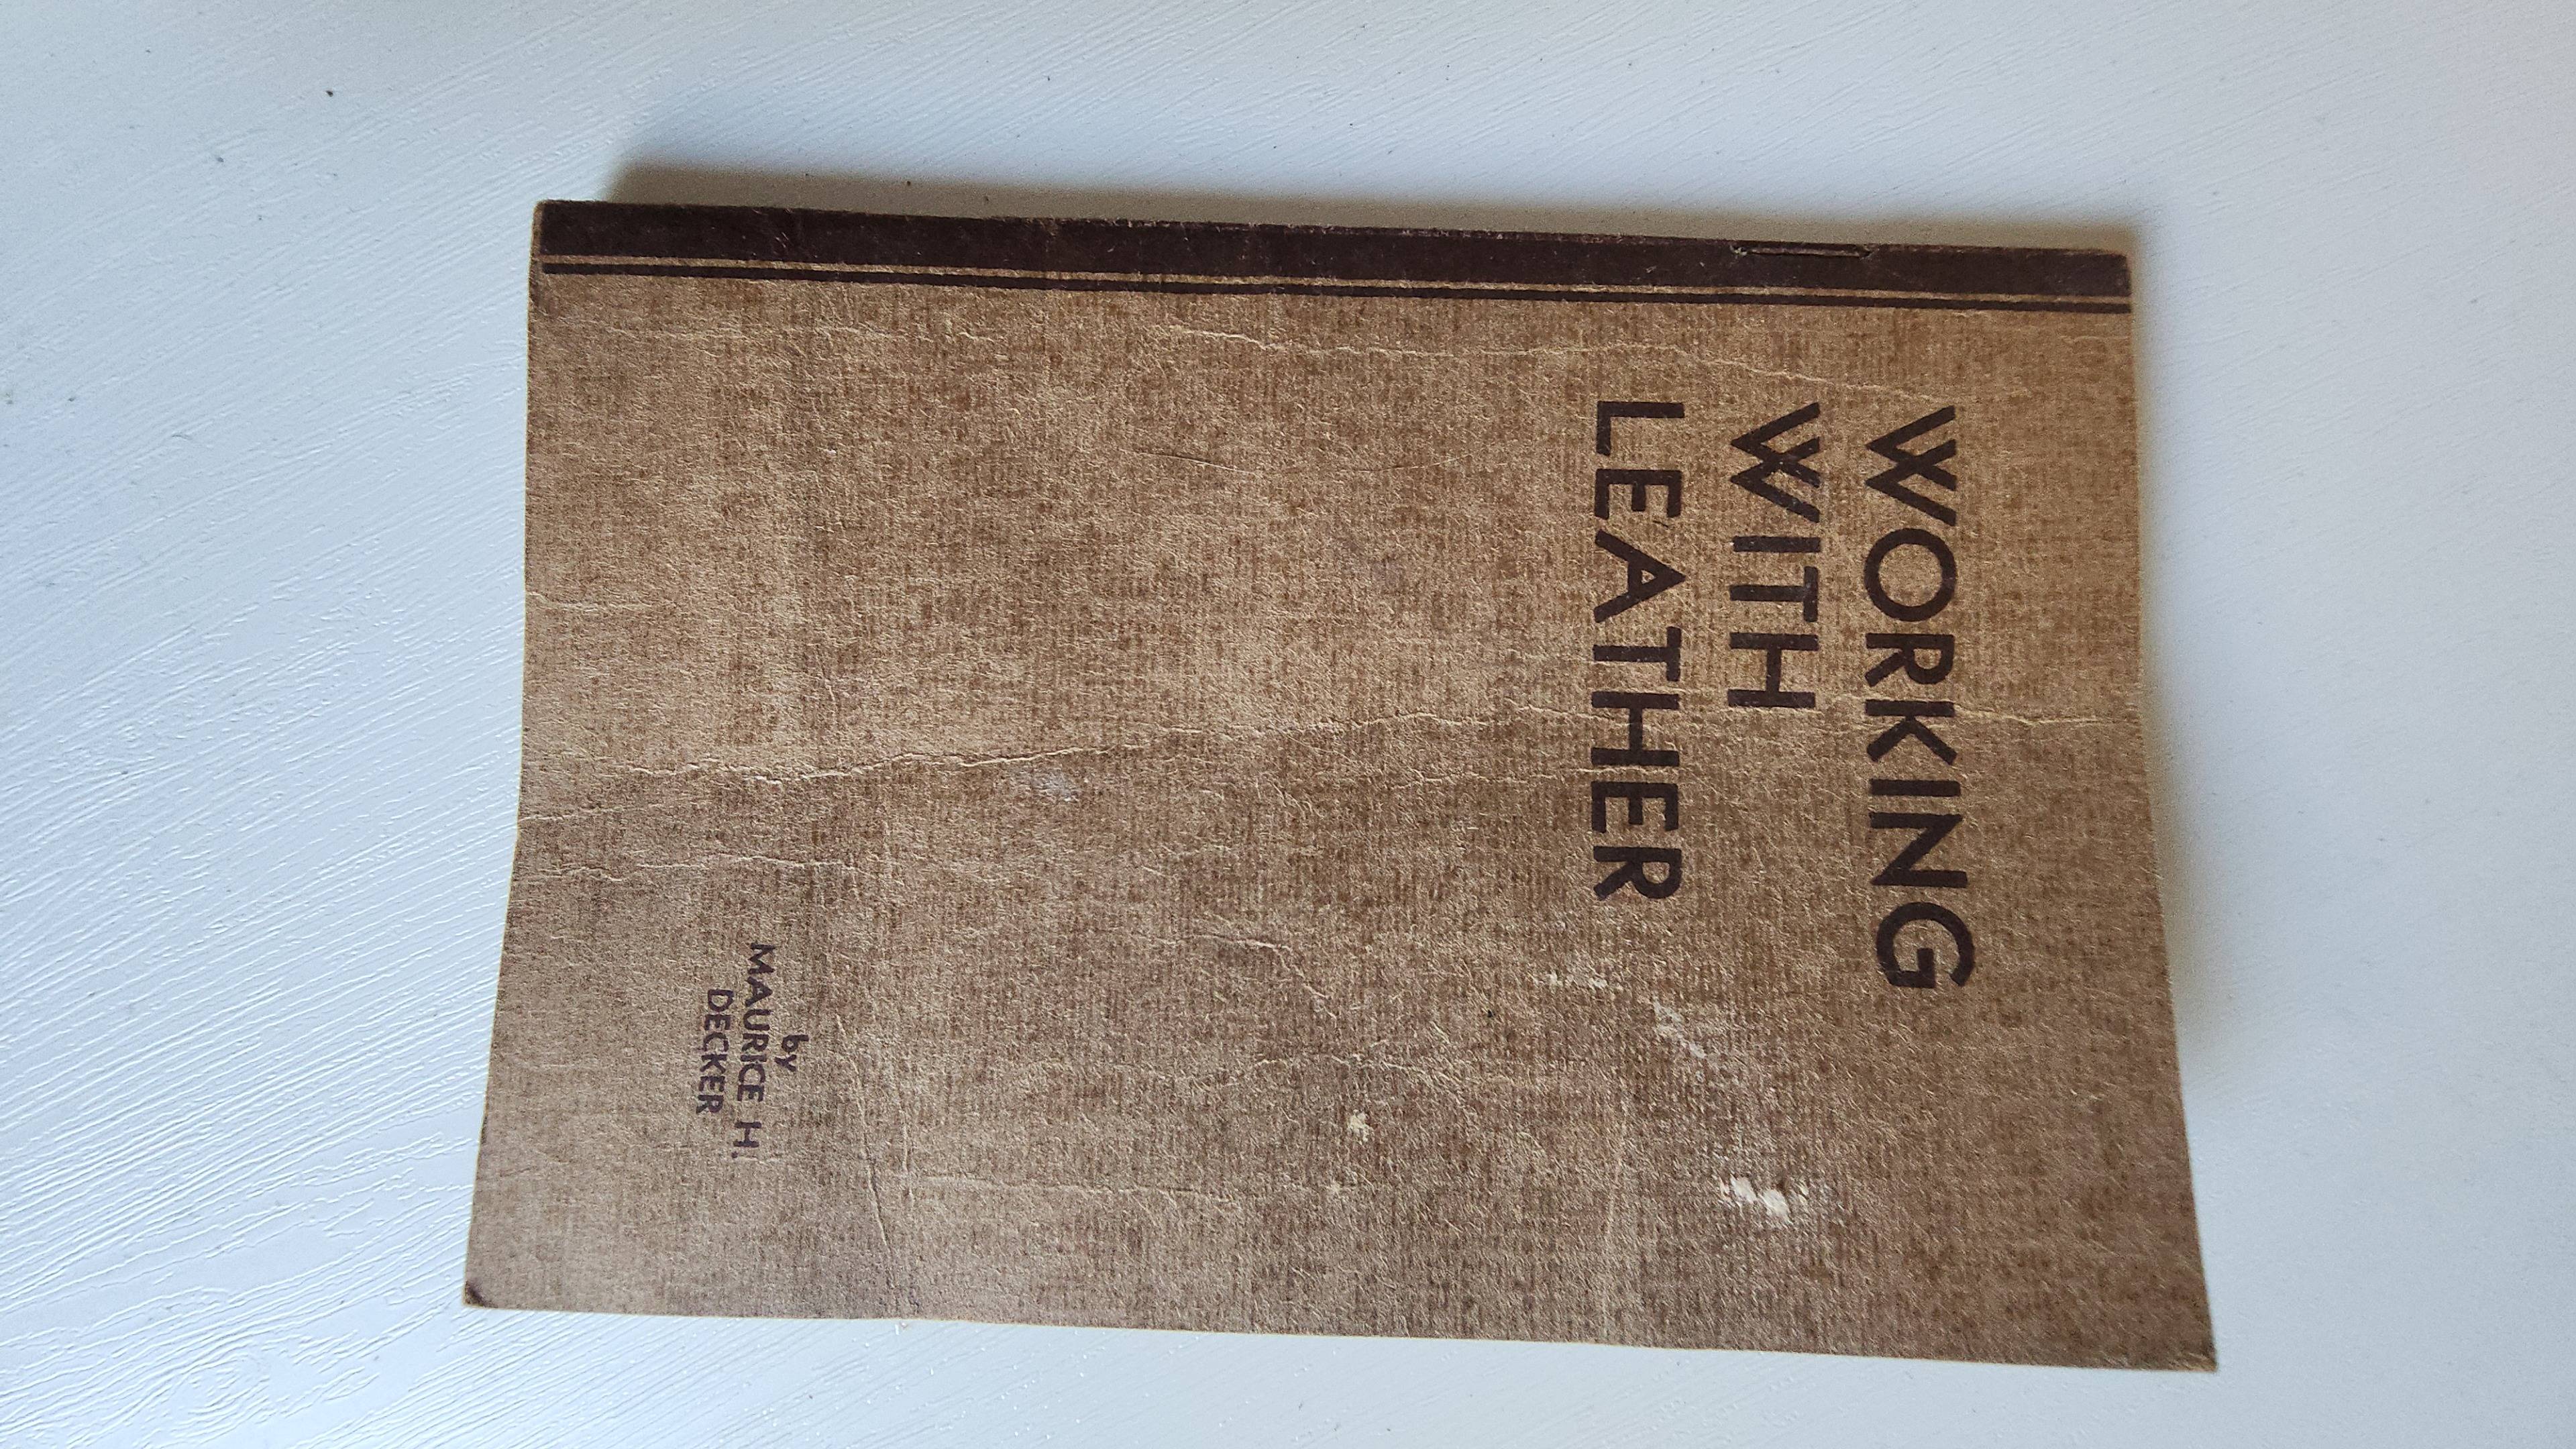 WORKING
WITH
LEATHER
by
MAURICE H.
DECKER